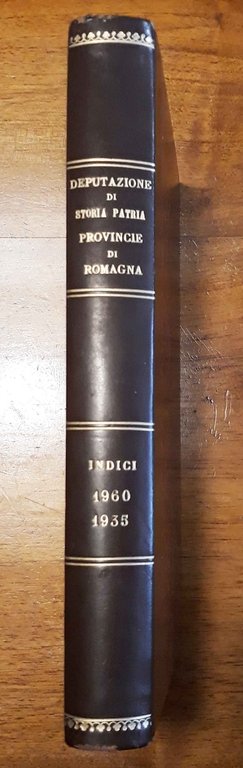 DEPUTAZIONE
DI
STORIA PATRIA
PROVINCIE
DI
ROMAGNA
INDICI
1960
1935